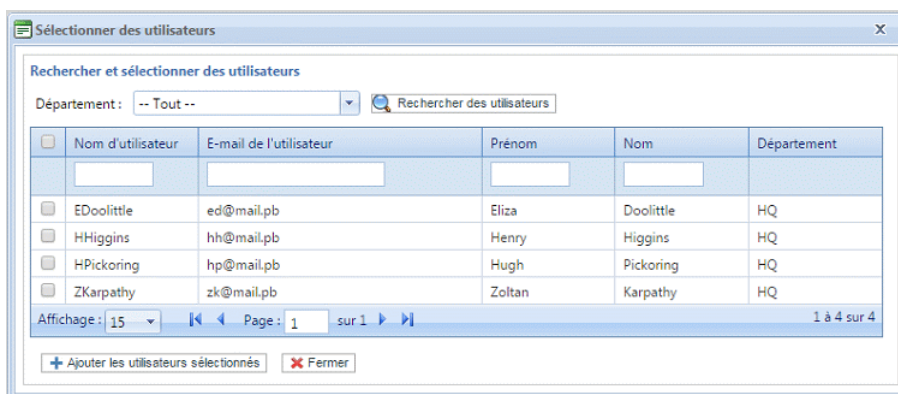 Sélectionner des utilisateurs x
Rechercher et sélectionner des utilisateurs
Département : -- Tout -- Rechercher des utilisateurs
Nom d'utilisateur E-mail de l'utilisateur Prénom Nom Département
EDoolittle ed@mail.pb Eliza Doolittle HQ
HHiggins hh@mail.pb Henry Higgins HQ
HPickoring hp@mail.pb Hugh Pickoring HQ
ZKarpathy zk@mail.pb Zoltan Karpathy HQ
Affichage : 15 Page : 1 sur 1 1 à 4 sur 4
Ajouter les utilisateurs sélectionnés Fermer